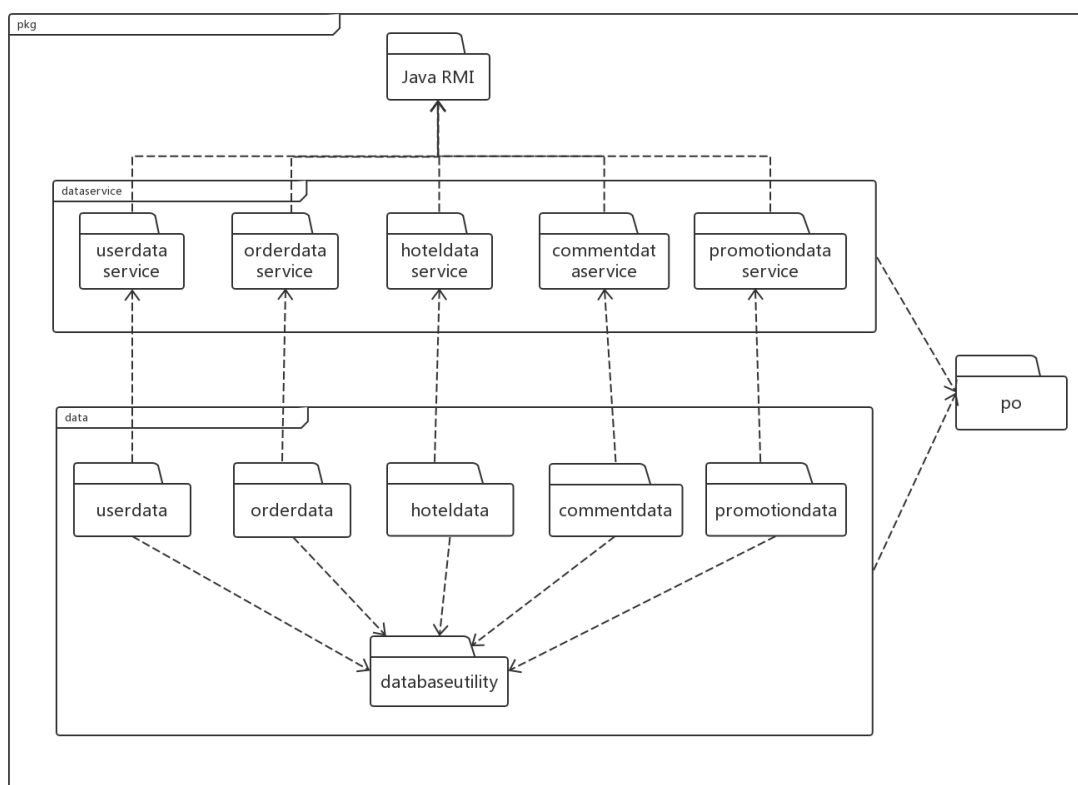 pkg
Java RMI
dataservice
userdata
service
orderdata
service
hoteldata
service
commentdat
aservice
promotiondata
service
po
data
userdata
orderdata
hoteldata
commentdata
promotiondata
databaseutility